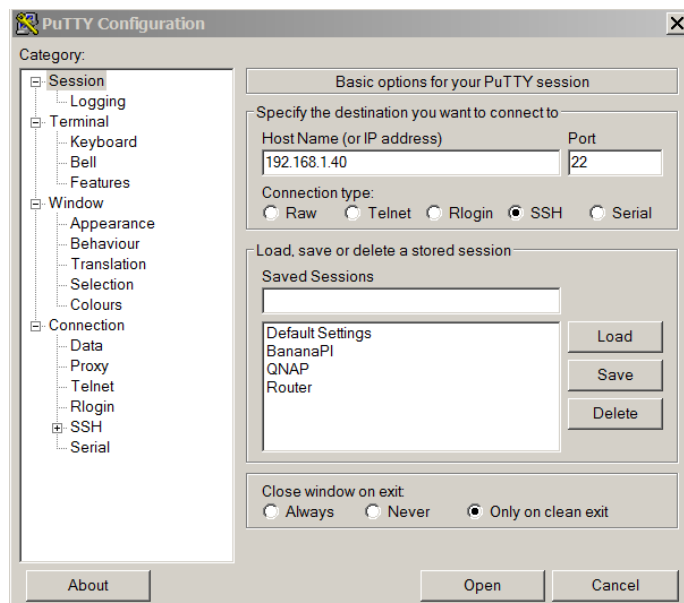 PuTTY Configuration
Category:
Session
Logging
Terminal
Keyboard
Bell
Features
Window
Appearance
Behaviour
Translation
Selection
Colours
Connection
Data
Proxy
Telnet
Rlogin
SSH
Serial
Basic options for your PuTTY session
Specify the destination you want to connect to
Host Name (or IP address) Port
192.168.1.40 22
Connection type:
Raw Telnet Rlogin SSH Serial
Load, save or delete a stored session
Saved Sessions
Default Settings
BananaPI
QNAP
Router
Load
Save
Delete
Close window on exit:
Always Never Only on clean exit
About Open Cancel